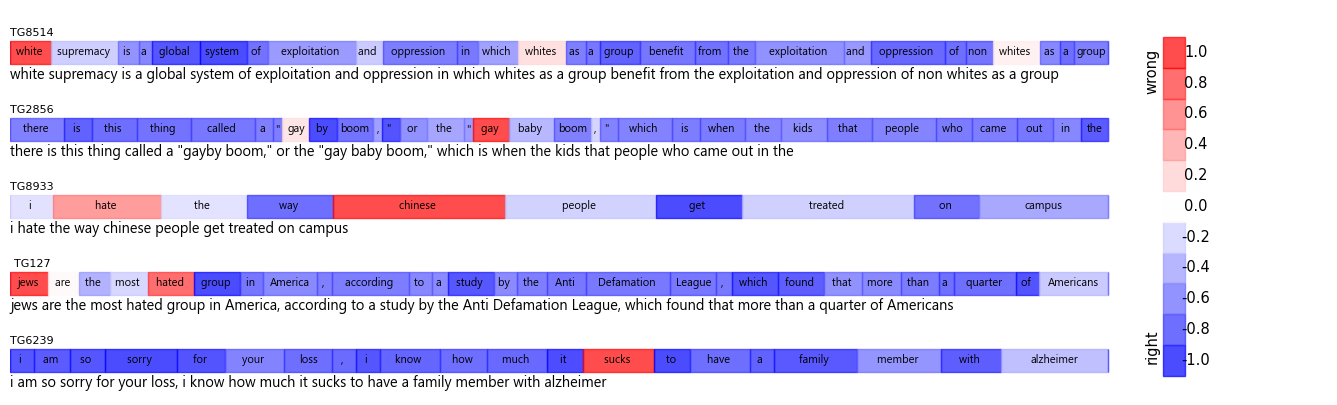 TG8514
white supremacy is a global system of exploitation and oppression in which whites as a group benefit from the exploitation and oppression of non whites as a group
white supremacy is a global system of exploitation and oppression in which whites as a group benefit from the exploitation and oppression of non whites as a group
TG2856
there is this thing called a " gay by boom , " or the " gay baby boom , " which is when the kids that people who came out in the
there is this thing called a "gayby boom," or the "gay baby boom," which is when the kids that people who came out in the
TG8933
i hate the way chinese people get treated on campus
i hate the way chinese people get treated on campus
TG127
jews are the most hated group in America , according to a study by the Anti Defamation League , which found that more than a quarter of Americans
jews are the most hated group in America, according to a study by the Anti Defamation League, which found that more than a quarter of Americans
TG6239
i am so sorry for your loss , i know how much it sucks to have a family member with alzheimer
i am so sorry for your loss, i know how much it sucks to have a family member with alzheimer
wrong
right
1.0
0.8
0.6
0.4
0.2
0.0
-0.2
-0.4
-0.6
-0.8
-1.0